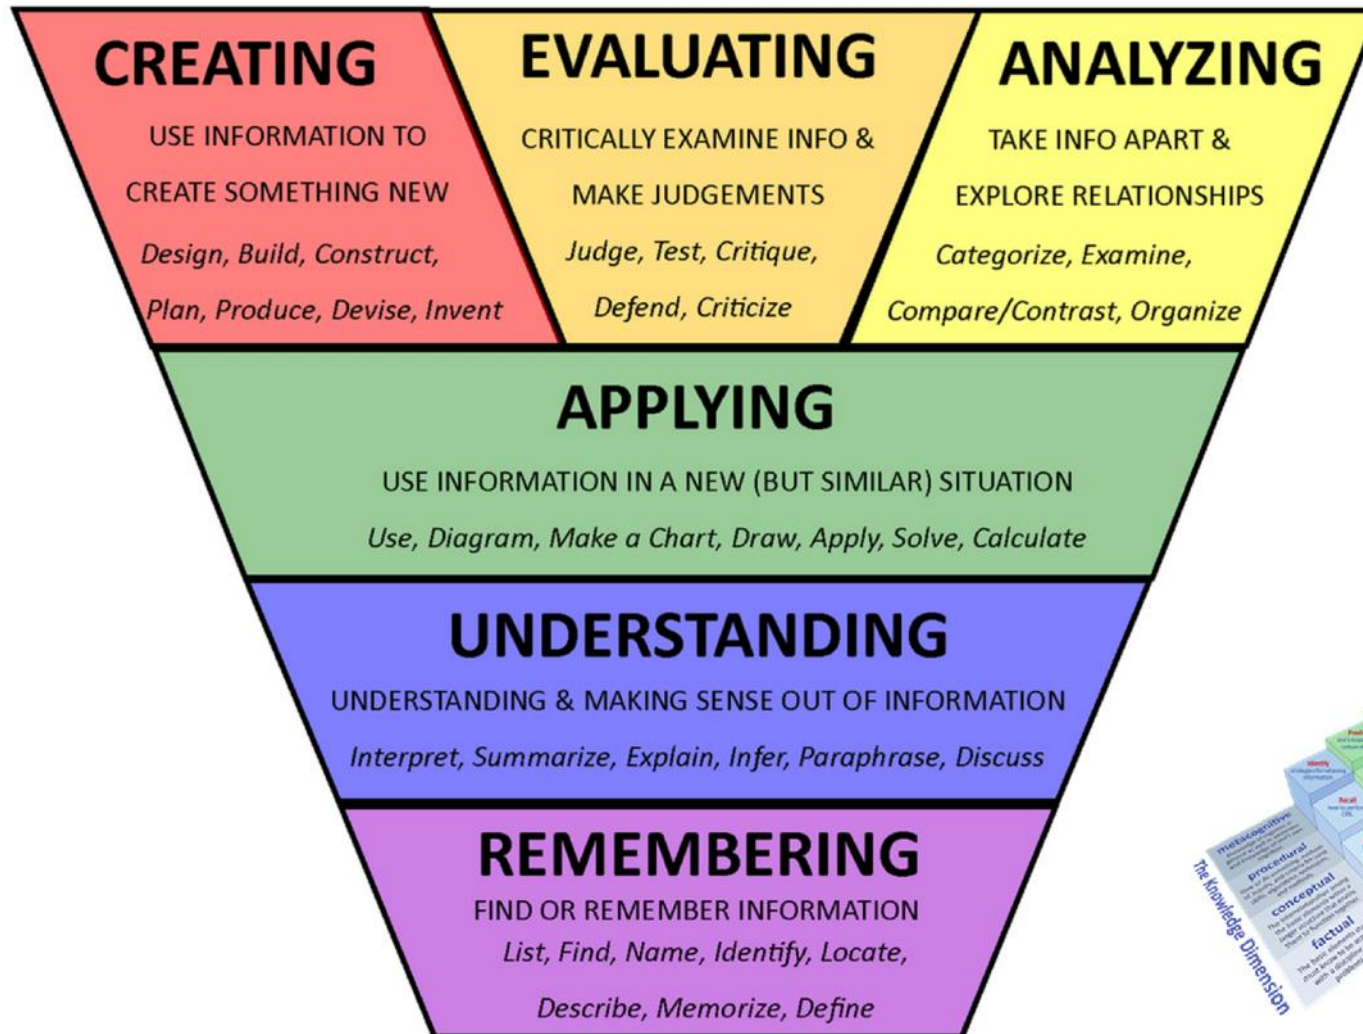 CREATING
USE INFORMATION TO
CREATE SOMETHING NEW
Design, Build, Construct,
Plan, Produce, Devise, Invent
EVALUATING
CRITICALLY EXAMINE INFO &
MAKE JUDGEMENTS
Judge, Test, Critique,
Defend, Criticize
ANALYZING
TAKE INFO APART &
EXPLORE RELATIONSHIPS
Categorize, Examine,
Compare/Contrast, Organize
APPLYING
USE INFORMATION IN A NEW (BUT SIMILAR) SITUATION
Use, Diagram, Make a Chart, Draw, Apply, Solve, Calculate
UNDERSTANDING
UNDERSTANDING & MAKING SENSE OUT OF INFORMATION
Interpret, Summarize, Explain, Infer, Paraphrase, Discuss
REMEMBERING
FIND OR REMEMBER INFORMATION
List, Find, Name, Identify, Locate,
Describe, Memorize, Define
Identify
Recall
metacognitive
procedural
conceptual
factual
The Knowledge Dimension